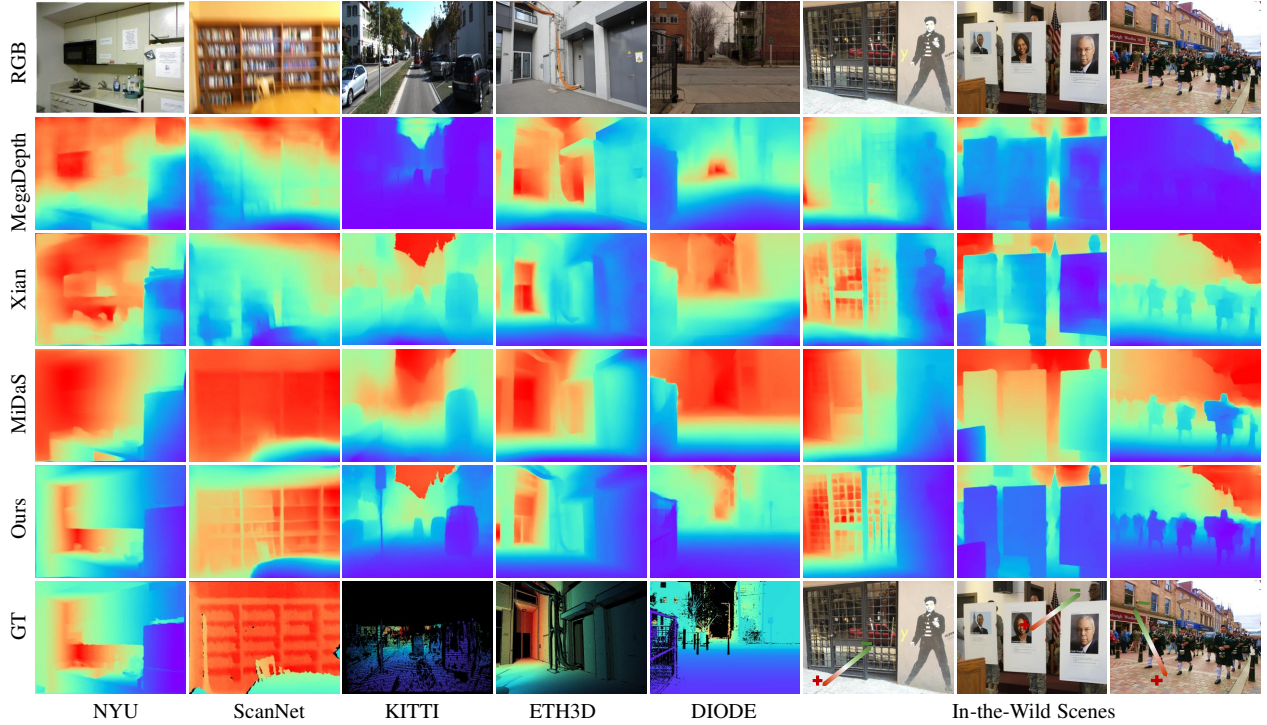 RGB
MegaDepth
Xian
MiDaS
Ours
GT
NYU
ScanNet
KITTI
ETH3D
DIODE
In-the-Wild Scenes